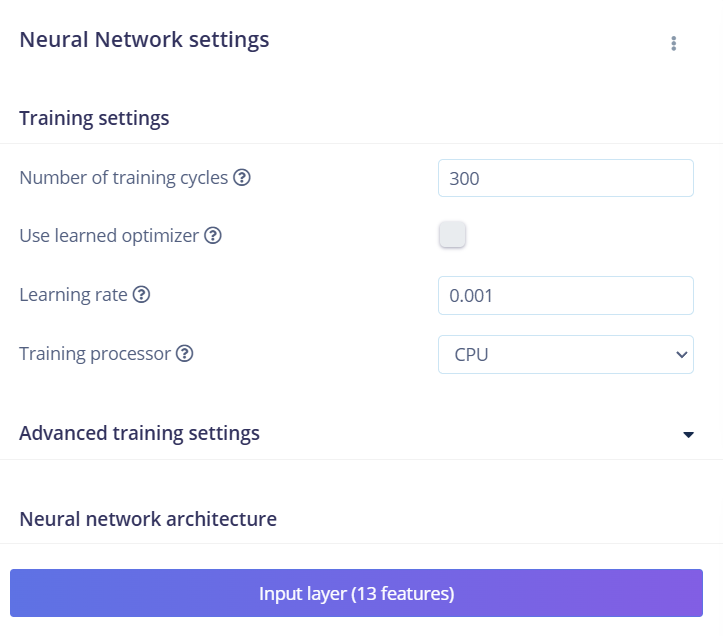 Neural Network settings
Training settings
Number of training cycles ?
300
Use learned optimizer ?
Learning rate ?
0.001
Training processor ?
CPU
Advanced training settings
Neural network architecture
Input layer (13 features)